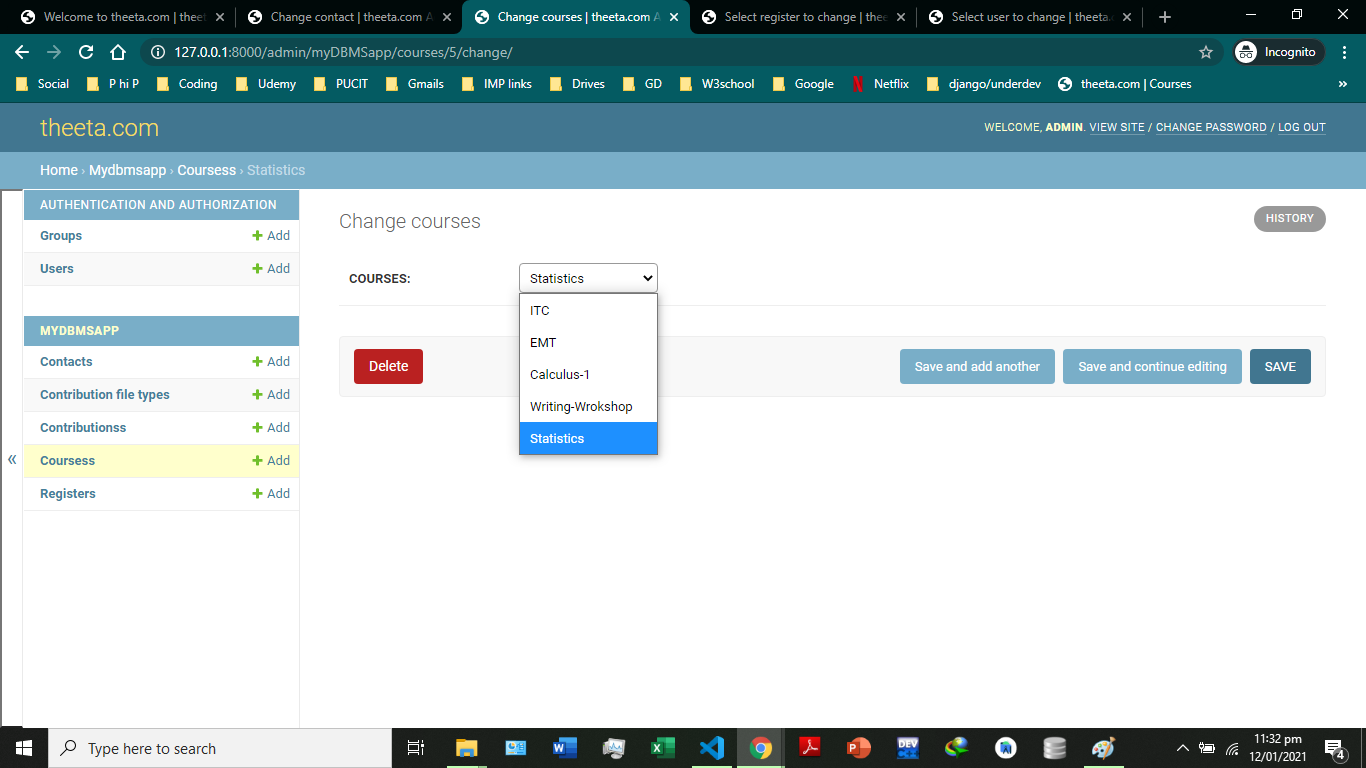 Welcome to theeta.com | theet
Change contact | theeta.com A
Change courses | theeta.com A
Select register to change | thee
Select user to change | theeta.c
127.0.0.1:8000/admin/myDBMSapp/courses/5/change/
Incognito
Social
P hi P
Coding
Udemy
PUCIT
Gmails
IMP links
Drives
GD
W3school
Google
Netflix
django/underdev
theeta.com | Courses
»
theeta.com
WELCOME, ADMIN. VIEW SITE / CHANGE PASSWORD / LOG OUT
Home › Mydbmsapp › Coursess › Statistics
AUTHENTICATION AND AUTHORIZATION
Groups + Add
Users + Add
MYDBMSAPP
Contacts + Add
Contribution file types + Add
Contributionss + Add
Coursess + Add
Registers + Add
«
Change courses
HISTORY
COURSES:
Statistics
ITC
EMT
Calculus-1
Writing-Wrokshop
Statistics
Delete
Save and add another
Save and continue editing
SAVE
Type here to search
DEV
11:32 pm
12/01/2021
4